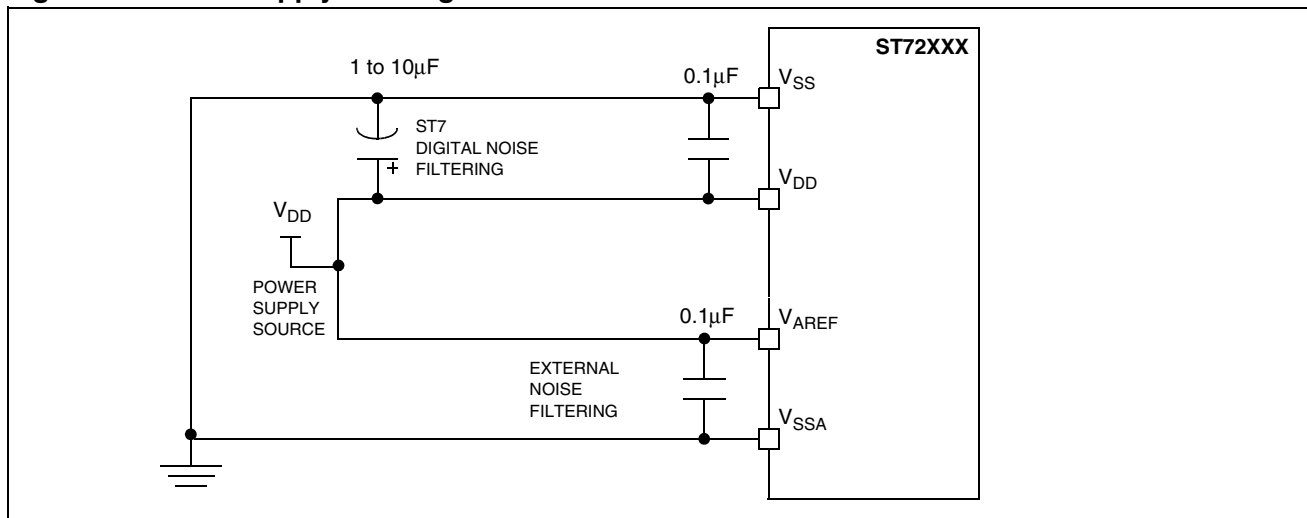 ST72XXX
1 to 10μF
0.1μF
VSS
ST7
DIGITAL NOISE
FILTERING
+
VDD
VDD
POWER
SUPPLY
SOURCE
0.1μF
VAREF
EXTERNAL
NOISE
FILTERING
VSSA